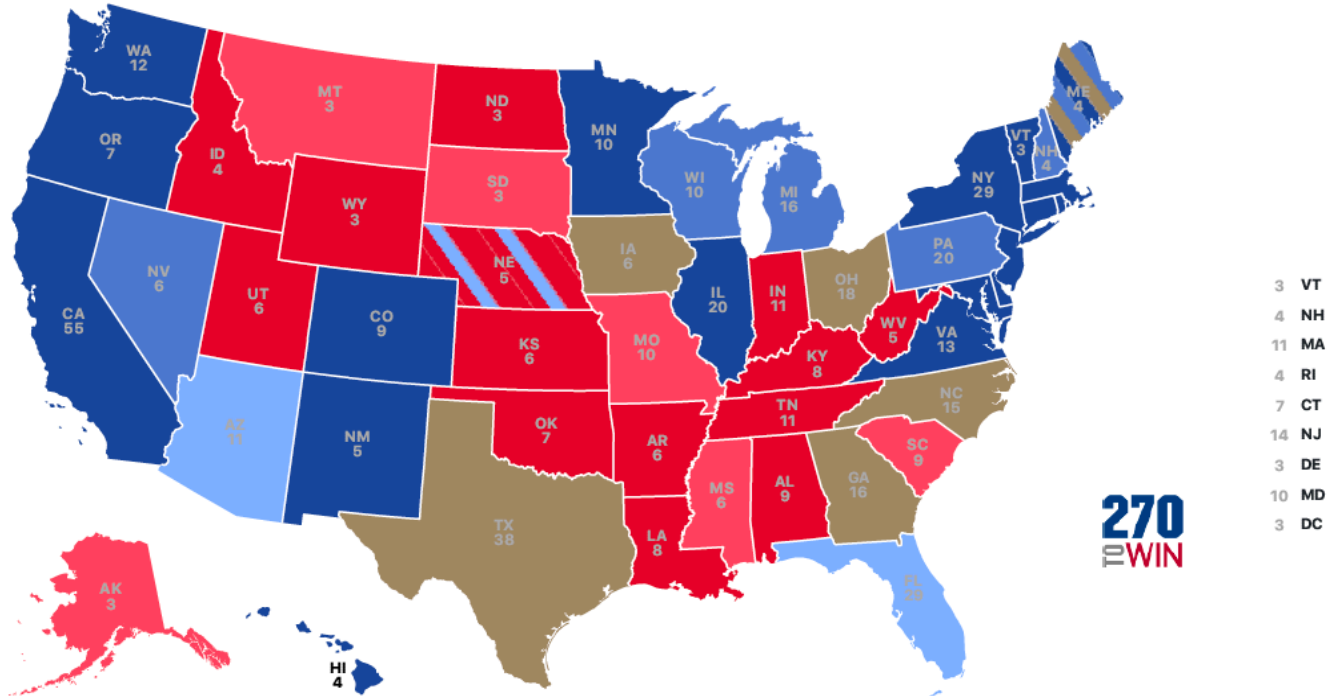 WA
12
OR
7
CA
55
NV
6
ID
4
MT
3
WY
3
UT
6
AZ
11
CO
9
NM
5
ND
3
SD
3
NE
5
KS
6
OK
7
TX
38
MN
10
IA
6
MO
10
AR
6
LA
8
WI
10
IL
20
MI
16
IN
11
OH
18
KY
8
TN
11
MS
6
AL
9
GA
16
FL
29
SC
9
NC
15
VA
13
WV
5
PA
20
NY
29
VT
3
NH
4
ME
4
AK
3
HI
4
270
TO WIN
3 VT
4 NH
11 MA
4 RI
7 CT
14 NJ
3 DE
10 MD
3 DC